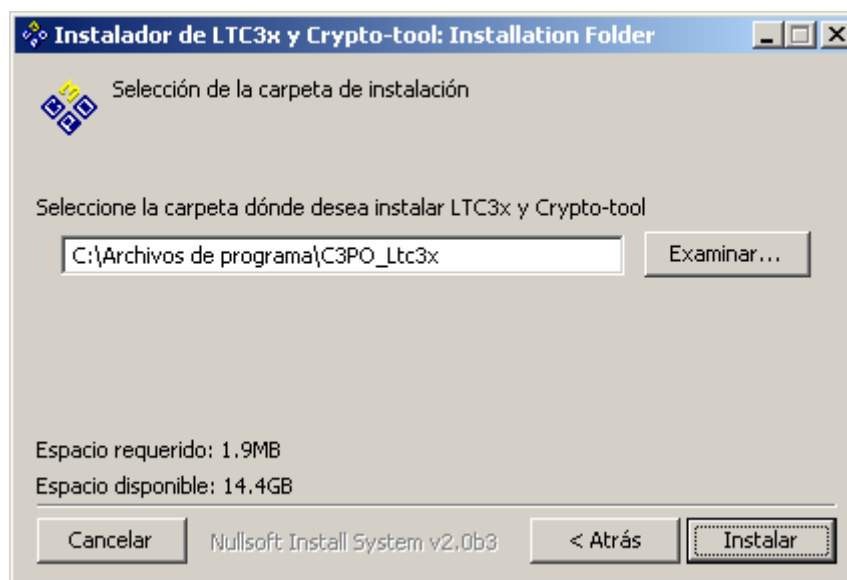 Instalador de LTC3x y Crypto-tool: Installation Folder
Selección de la carpeta de instalación
Seleccione la carpeta dónde desea instalar LTC3x y Crypto-tool
C:\Archivos de programa\C3PO_Ltc3x
Examinar...
Espacio requerido: 1.9MB
Espacio disponible: 14.4GB
Cancelar
Nullsoft Install System v2.0b3
< Atrás
Instalar